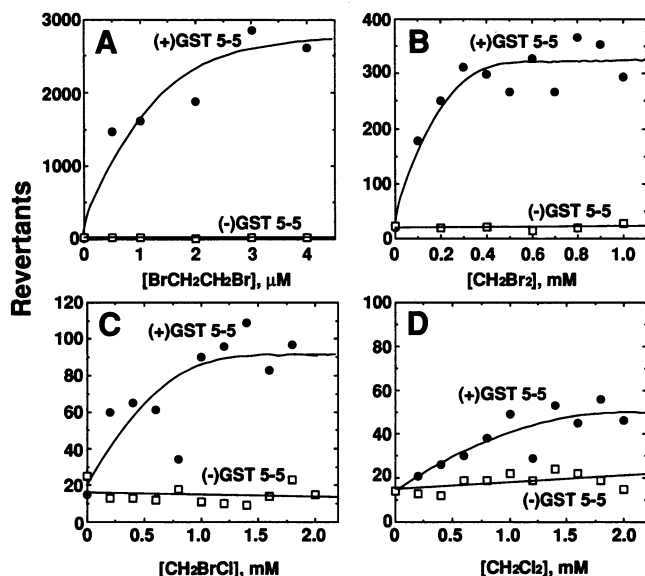 Revertants
A
(+)GST 5-5
(-)GST 5-5
3000
2000
1000
0
0 1 2 3 4
[BrCH2CH2Br], μM
B
(+)GST 5-5
(-)GST 5-5
400
300
200
100
0
0 0.2 0.4 0.6 0.8 1.0
[CH2Br2], mM
C
(+)GST 5-5
(-)GST 5-5
120
100
80
60
40
20
0
0 0.5 1.0 1.5 2.0
[CH2BrCl], mM
D
(+)GST 5-5
(-)GST 5-5
100
80
60
40
20
0
0 0.5 1.0 1.5 2.0
[CH2Cl2], mM